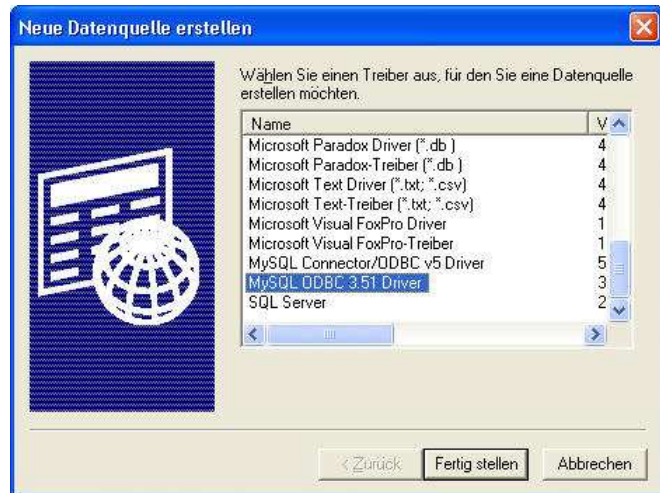 Neue Datenquelle erstellen
Wählen Sie einen Treiber aus, für den Sie eine Datenquelle
erstellen möchten.
Name V
Microsoft Paradox Driver (*.db ) 4
Microsoft Paradox-Treiber (*.db ) 4
Microsoft Text Driver (*.txt; *.csv) 4
Microsoft Text-Treiber (*.txt; *.csv) 4
Microsoft Visual FoxPro Driver 1
Microsoft Visual FoxPro-Treiber 1
MySQL Connector/ODBC v5 Driver 5
MySQL ODBC 3.51 Driver 3
SQL Server 2
< Zurück Fertig stellen Abbrechen